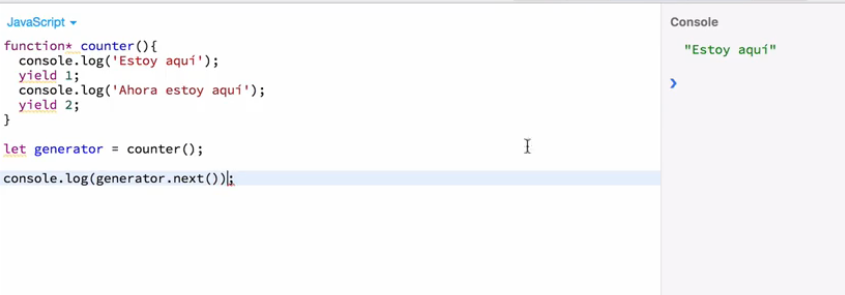 JavaScript
function* counter(){
console.log('Estoy aquí');
yield 1;
console.log('Ahora estoy aquí');
yield 2;
}
let generator = counter();
console.log(generator.next());
Console
"Estoy aquí"